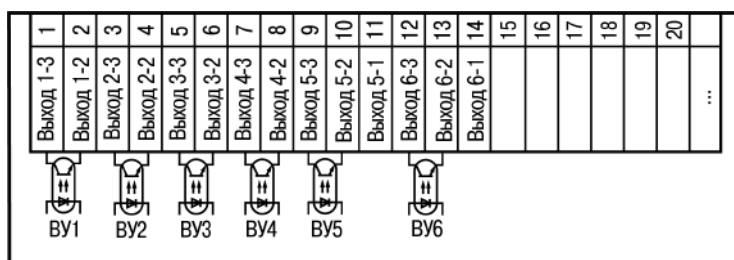 1 2 3 4 5 6 7 8 9 10 11 12 13 14 15 16 17 18 19 20
Выход 1-3
Выход 1-2
Выход 2-3
Выход 2-2
Выход 3-3
Выход 3-2
Выход 4-3
Выход 4-2
Выход 5-3
Выход 5-2
Выход 5-1
Выход 6-3
Выход 6-2
Выход 6-1
...
ВУ1 ВУ2 ВУ3 ВУ4 ВУ5 ВУ6